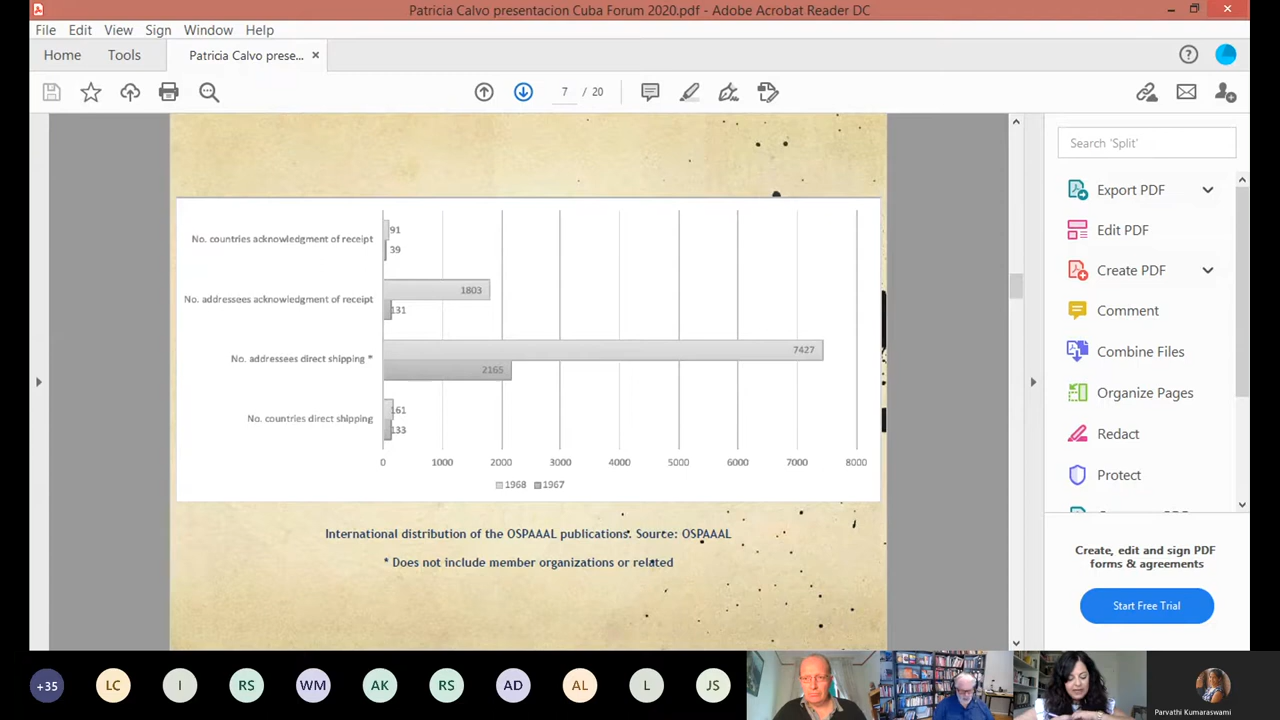 Patricia Calvo presentacion Cuba Forum 2020.pdf - Adobe Acrobat Reader DC
File Edit View Sign Window Help
Home Tools Patricia Calvo prese... ×
7 / 20
Search 'Split'
Export PDF
Edit PDF
Create PDF
Comment
Combine Files
Organize Pages
Redact
Protect
Create, edit and sign PDF
forms & agreements
Start Free Trial
No. countries acknowledgment of receipt 91
39
No. addressees acknowledgment of receipt 1803
131
No. addressees direct shipping * 7427
2165
No. countries direct shipping 161
133
0 1000 2000 3000 4000 5000 6000 7000 8000
1968 1967
International distribution of the OSPAAAL publications. Source: OSPAAAL
* Does not include member organizations or related
+35 LC I RS WM AK RS AD AL L JS
Parvathi Kumaraswami